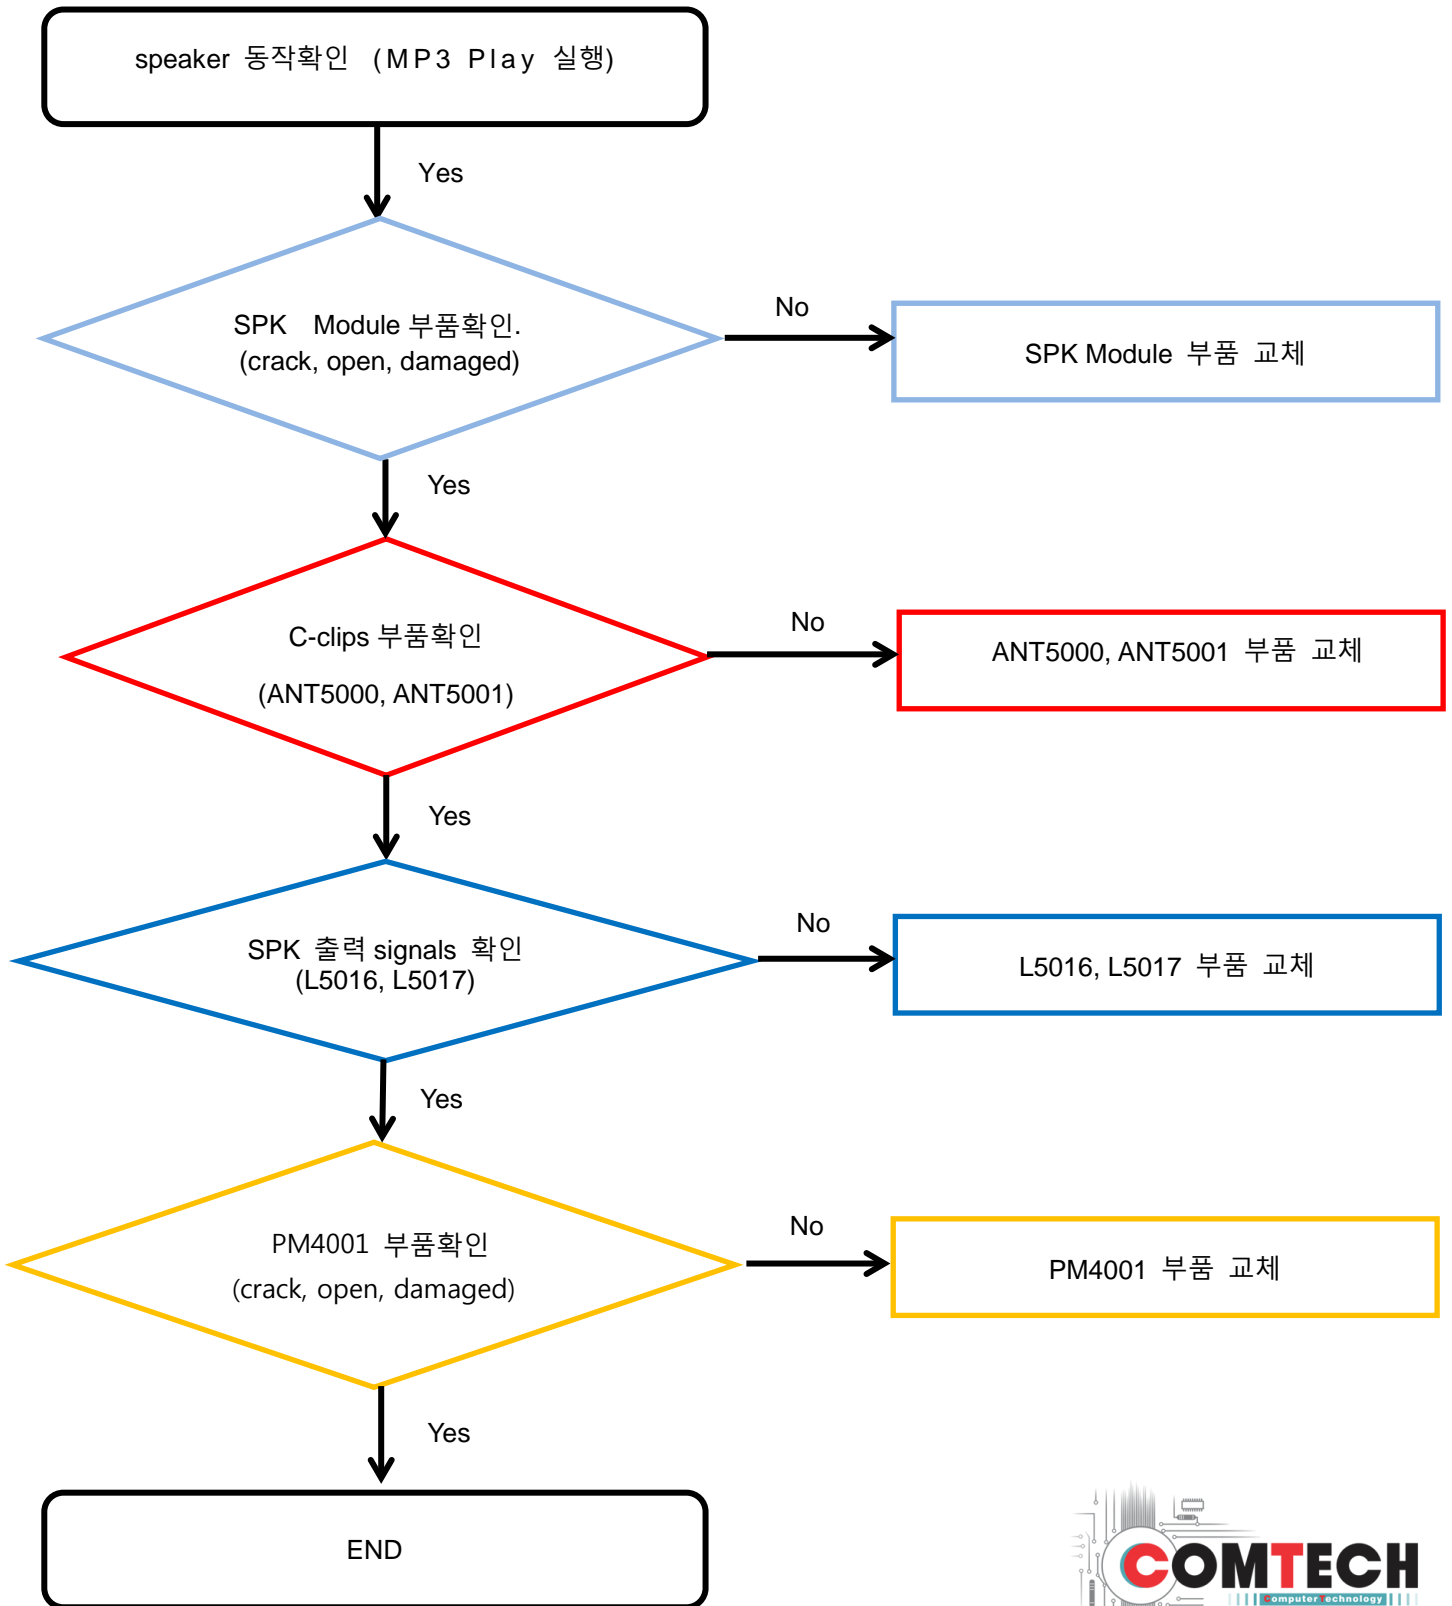 speaker 동작확인 (MP3 Play 실행)
Yes
SPK Module 부품확인.
(crack, open, damaged)
No
SPK Module 부품 교체
Yes
C-clips 부품확인
(ANT5000, ANT5001)
No
ANT5000, ANT5001 부품 교체
Yes
SPK 출력 signals 확인
(L5016, L5017)
No
L5016, L5017 부품 교체
Yes
PM4001 부품확인
(crack, open, damaged)
No
PM4001 부품 교체
Yes
END
COMTECH
Computer Technology